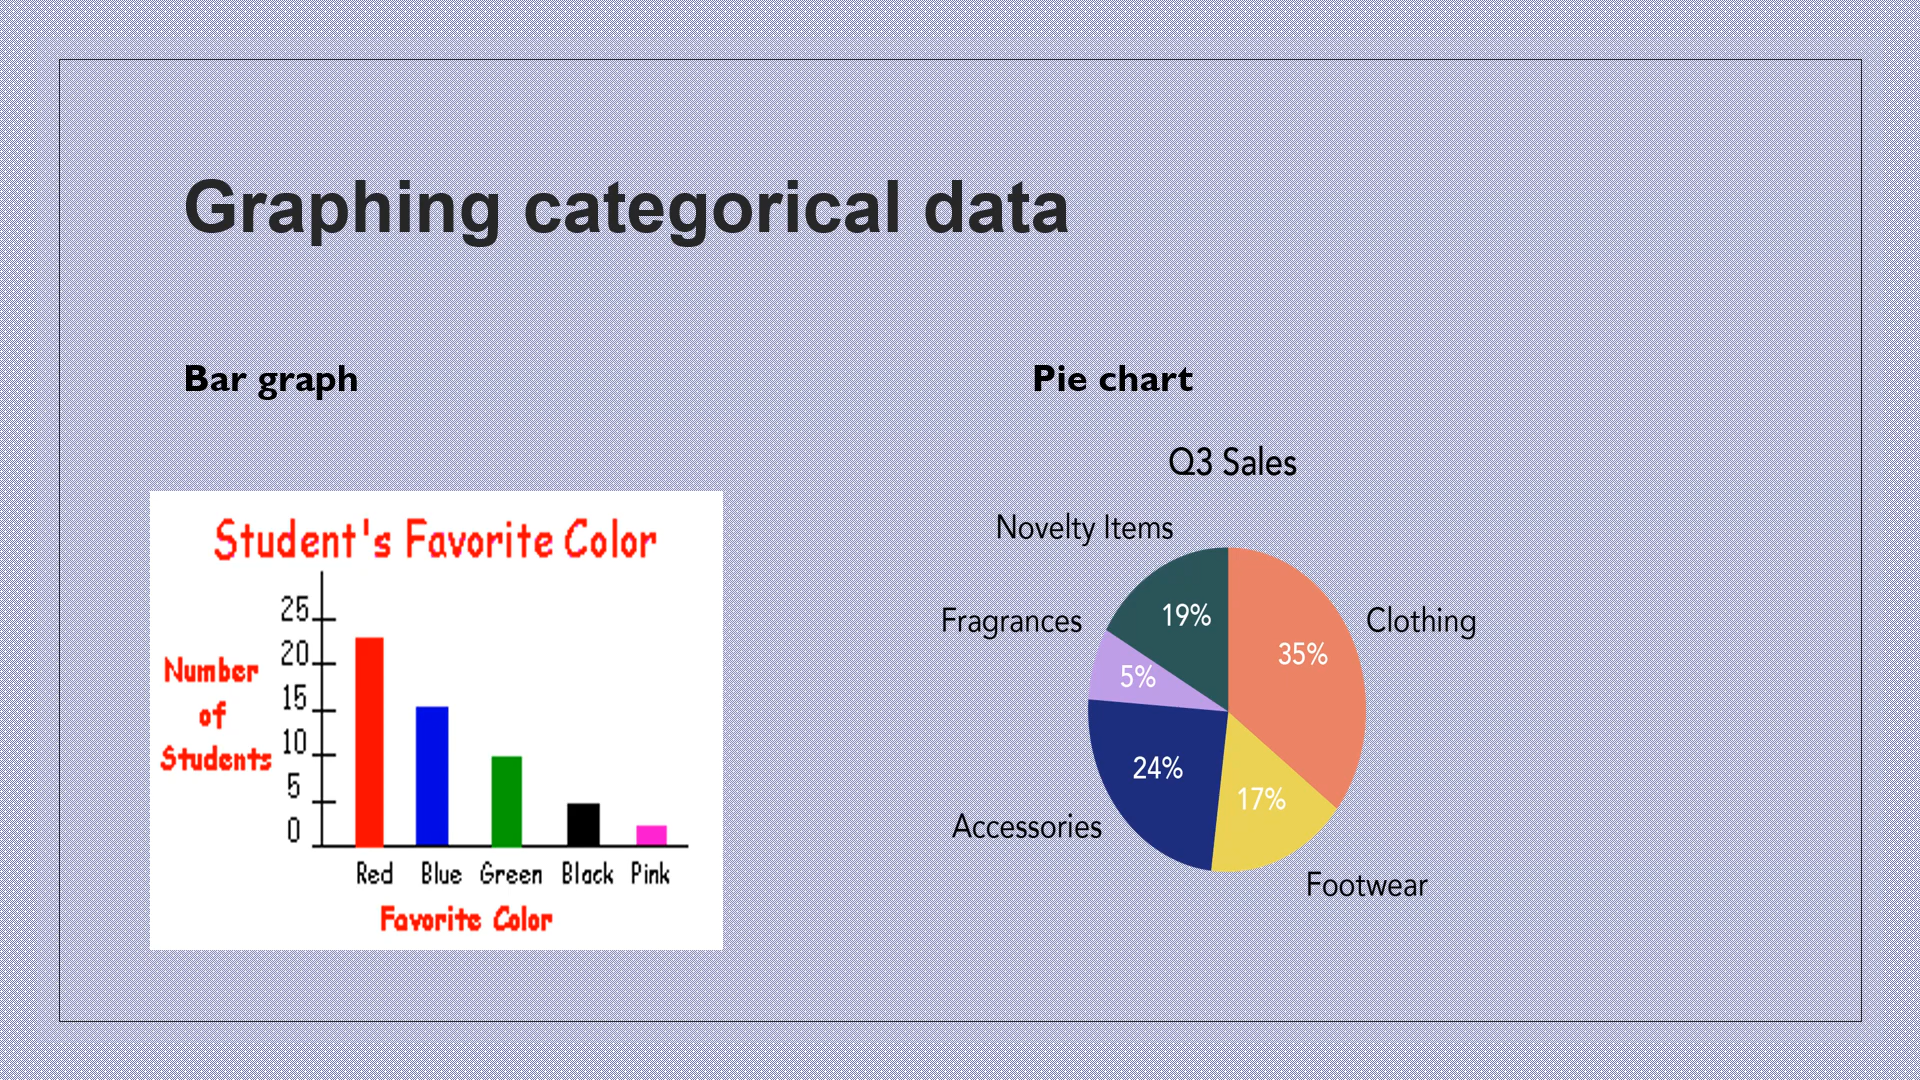 Graphing categorical data
Bar graph
Student's Favorite Color
25
20
15
10
5
0
Number
of
Students
Red Blue Green Black Pink
Favorite Color
Pie chart
Q3 Sales
Novelty Items
Fragrances
Clothing
Accessories
Footwear
19%
35%
5%
24%
17%